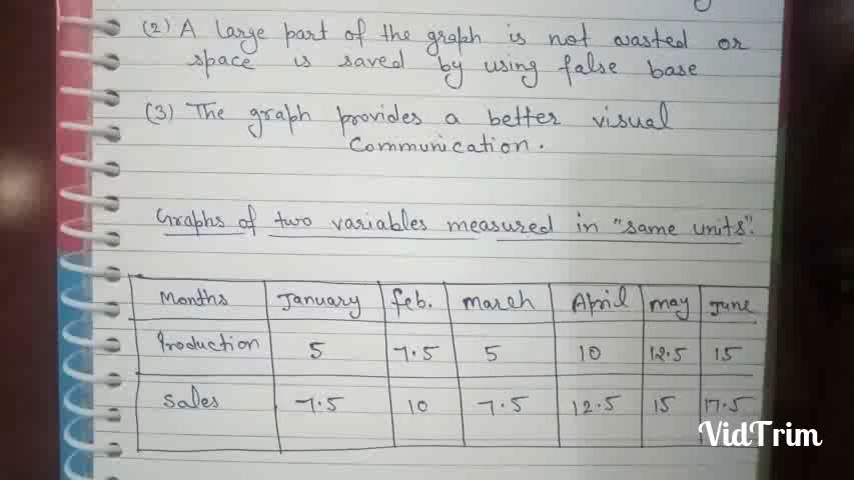 (2) A large part of the graph is not wasted or
space is saved by using false base
(3) The graph provides a better visual
Communication.
Graphs of two variables measured in "same units".
Months January feb. march April may June
Production 5 7.5 5 10 12.5 15
Sales 7.5 10 7.5 12.5 15 17.5
VidTrim